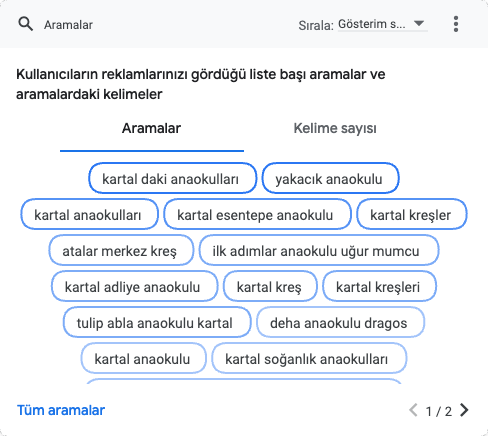 Aramalar
Sırala: Gösterim s...
Kullanıcıların reklamlarınızı gördüğü liste başı aramalar ve
aramalardaki kelimeler
Aramalar Kelime sayısı
kartal daki anaokulları yakacık anaokulu
kartal anaokulları kartal esentepe anaokulu kartal kreşler
atalar merkez kreş ilk adımlar anaokulu uğur mumcu
kartal adliye anaokulu kartal kreş kartal kreşleri
tulip abla anaokulu kartal deha anaokulu dragos
kartal anaokulu kartal soğanlık anaokulları
Tüm aramalar 1 / 2